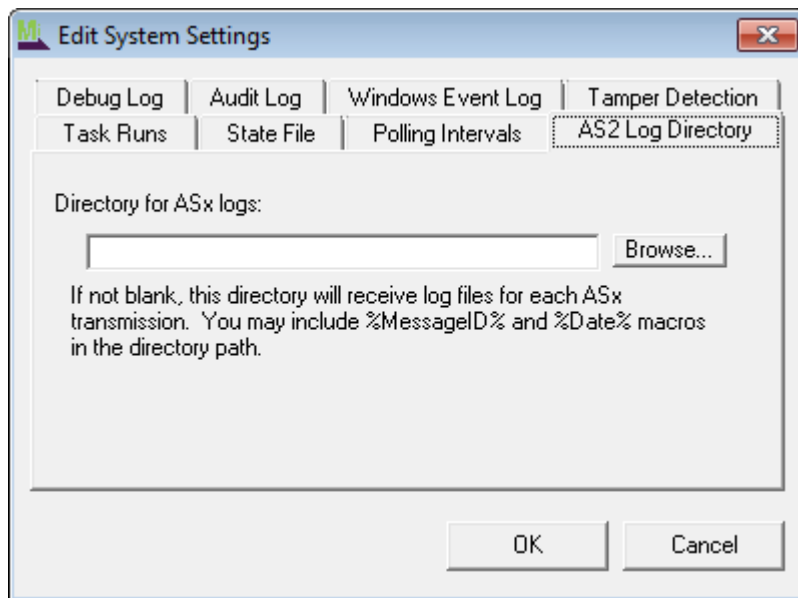 Edit System Settings
Debug Log
Audit Log
Windows Event Log
Tamper Detection
Task Runs
State File
Polling Intervals
AS2 Log Directory
Directory for ASx logs:
Browse...
If not blank, this directory will receive log files for each ASx
transmission.  You may include %MessageID% and %Date% macros
in the directory path.
OK
Cancel